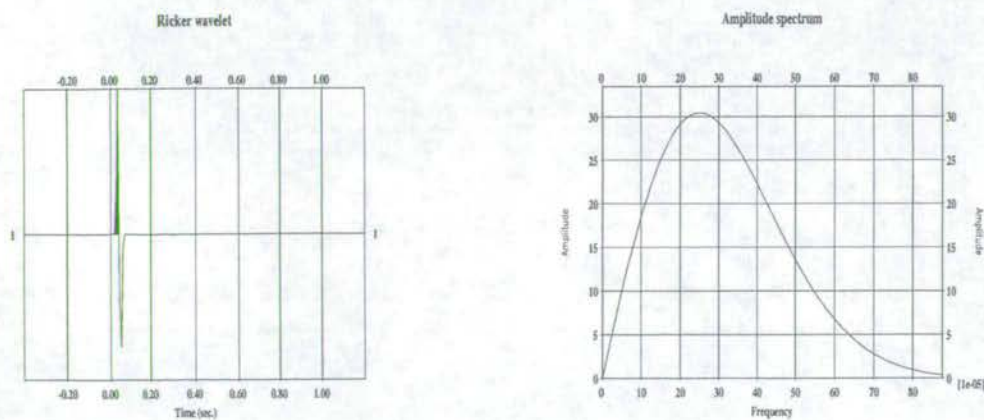 Ricker wavelet
-0.20 0.00 0.20 0.40 0.60 0.80 1.00
1 1
-0.20 0.00 0.20 0.40 0.60 0.80 1.00
Time (sec.)
Amplitude spectrum
0 10 20 30 40 50 60 70 80
30 30
25 25
20 20
15 15
10 10
5 5
0 0
Amplitude
Amplitude
0 10 20 30 40 50 60 70 80 [1e-05]
Frequency